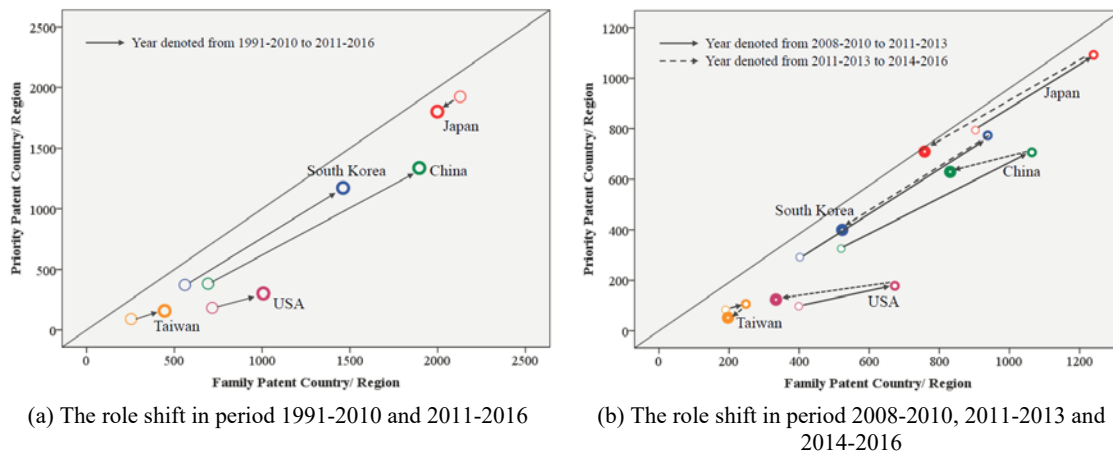 2500
2000
1500
1000
500
0
0
500
1000
1500
2000
2500
Priority Patent Country/ Region
Family Patent Country/ Region
Year denoted from 1991-2010 to 2011-2016
Japan
South Korea
China
USA
Taiwan
(a) The role shift in period 1991-2010 and 2011-2016
1200
1000
800
600
400
200
0
0
200
400
600
800
1000
1200
Priority Patent Country/ Region
Family Patent Country/ Region
Year denoted from 2008-2010 to 2011-2013
Year denoted from 2011-2013 to 2014-2016
Japan
China
South Korea
USA
Taiwan
(b) The role shift in period 2008-2010, 2011-2013 and
2014-2016